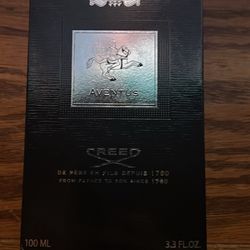 AVENTUS
CREED
DE PÈRE EN FILS DEPUIS 1760
FROM FATHER TO SON SINCE 1760
100 ML 3.3 FL.OZ.